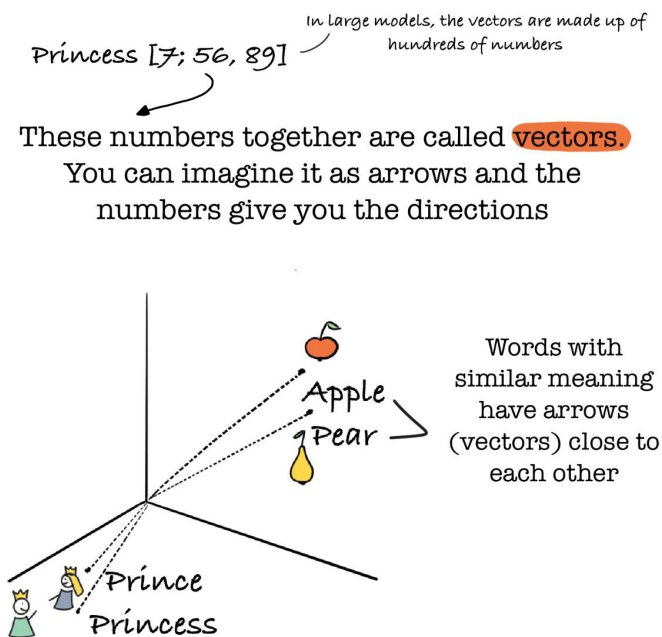 In large models, the vectors are made up of
hundreds of numbers
Princess [7; 56, 89]
These numbers together are called vectors.
You can imagine it as arrows and the
numbers give you the directions
Apple
Pear
Words with
similar meaning
have arrows
(vectors) close to
each other
Prince
Princess